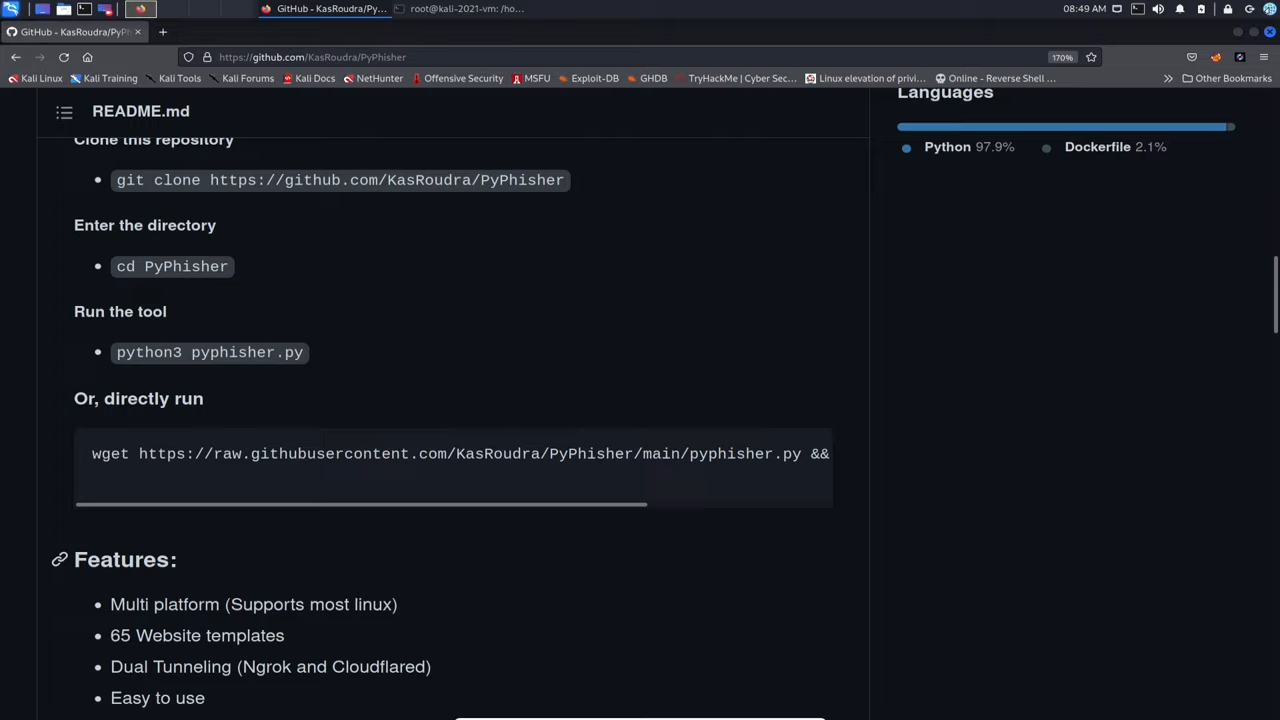 GitHub - KasRoudra/Py...
root@kali-2021-vm: /ho...
08:49 AM
GitHub - KasRoudra/PyPh
https://github.com/KasRoudra/PyPhisher
170%
Kali Linux
Kali Training
Kali Tools
Kali Forums
Kali Docs
NetHunter
Offensive Security
MSFU
Exploit-DB
GHDB
TryHackMe | Cyber Sec...
Linux elevation of privi...
Online - Reverse Shell ...
Other Bookmarks
README.md
Languages
Python 97.9%
Dockerfile 2.1%
Clone this repository
git clone https://github.com/KasRoudra/PyPhisher
Enter the directory
cd PyPhisher
Run the tool
python3 pyphisher.py
Or, directly run
wget https://raw.githubusercontent.com/KasRoudra/PyPhisher/main/pyphisher.py &&
Features:
Multi platform (Supports most linux)
65 Website templates
Dual Tunneling (Ngrok and Cloudflared)
Easy to use